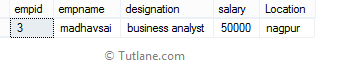 empid empname designation salary Location
3 madhavsai business analyst 50000 nagpur
© Tutlane.com